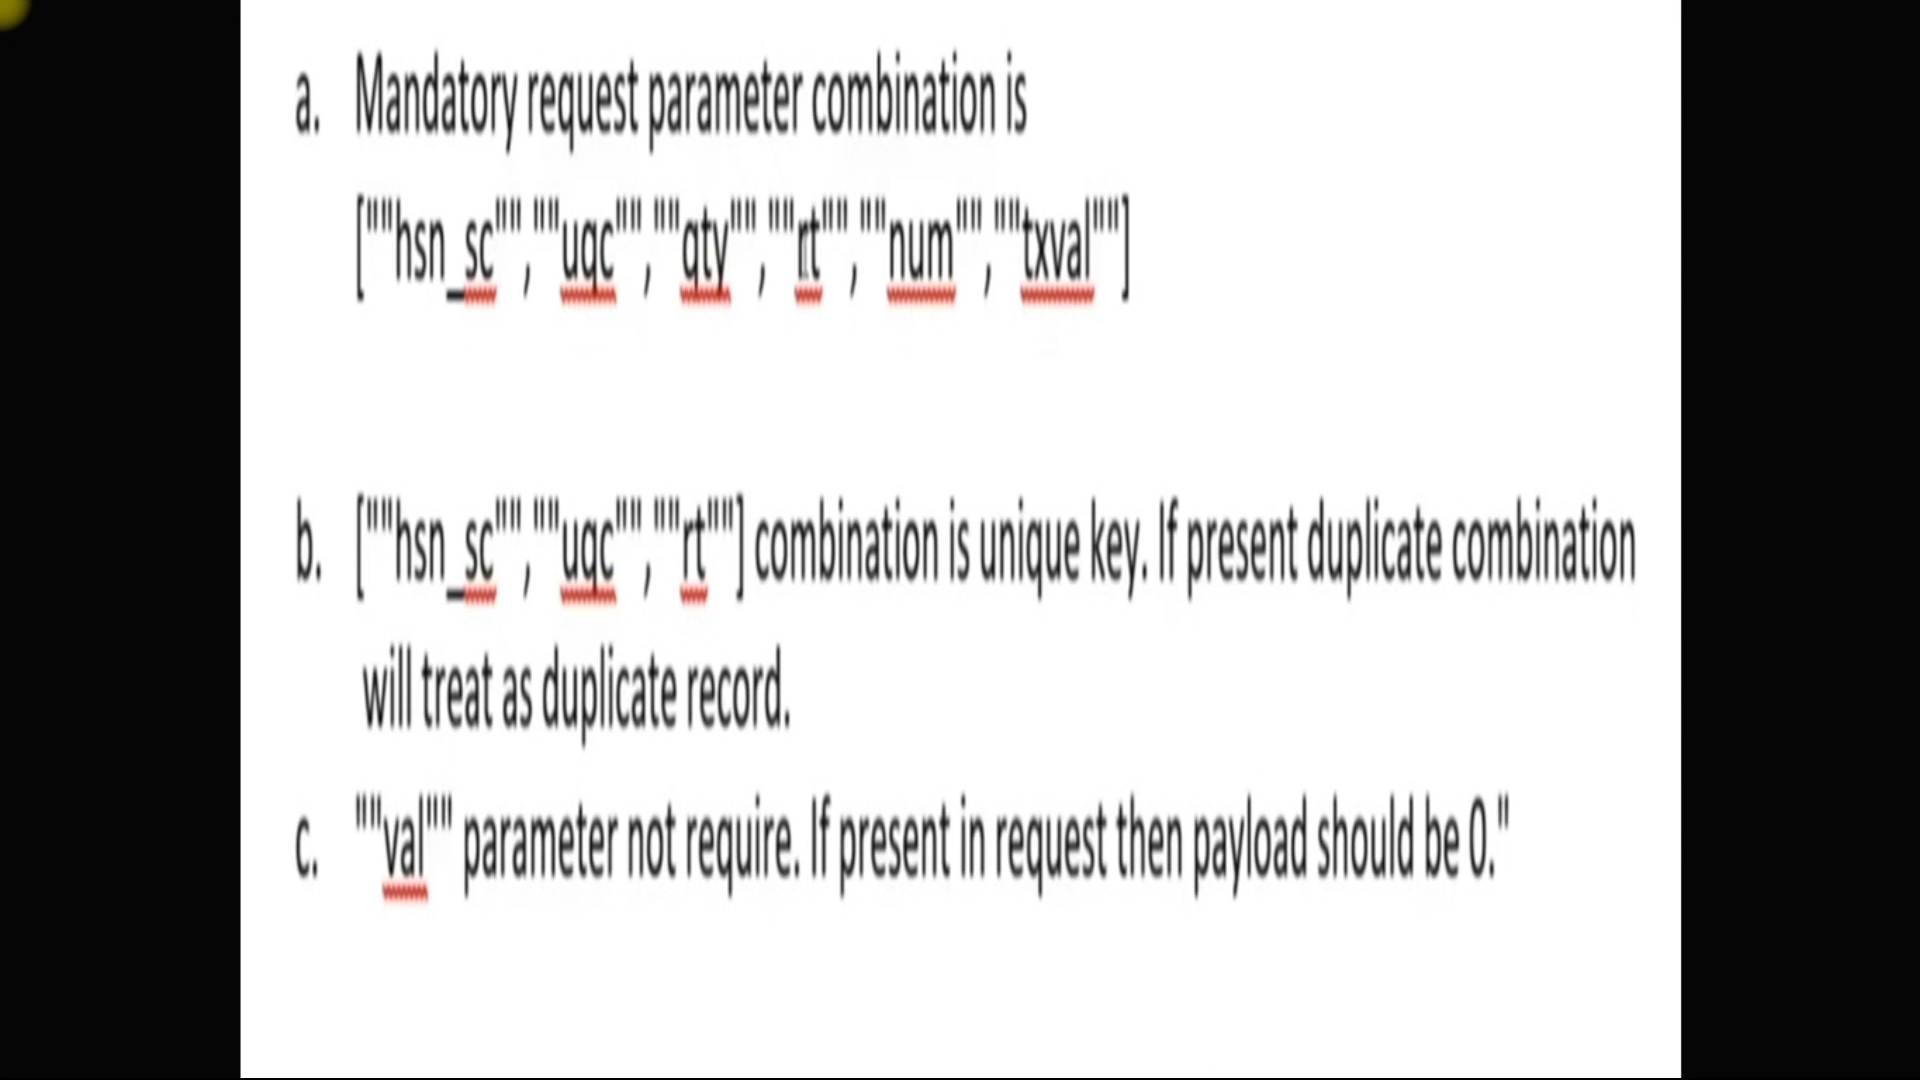 a. Mandatory request parameter combination is
[""hsn_sc"",""uqc"",""qty"",""rt"",""num"",""txval""]
b. [""hsn_sc"",""uqc"",""rt""] combination is unique key. If present duplicate combination
will treat as duplicate record.
c. ""val"" parameter not require. If present in request then payload should be 0."